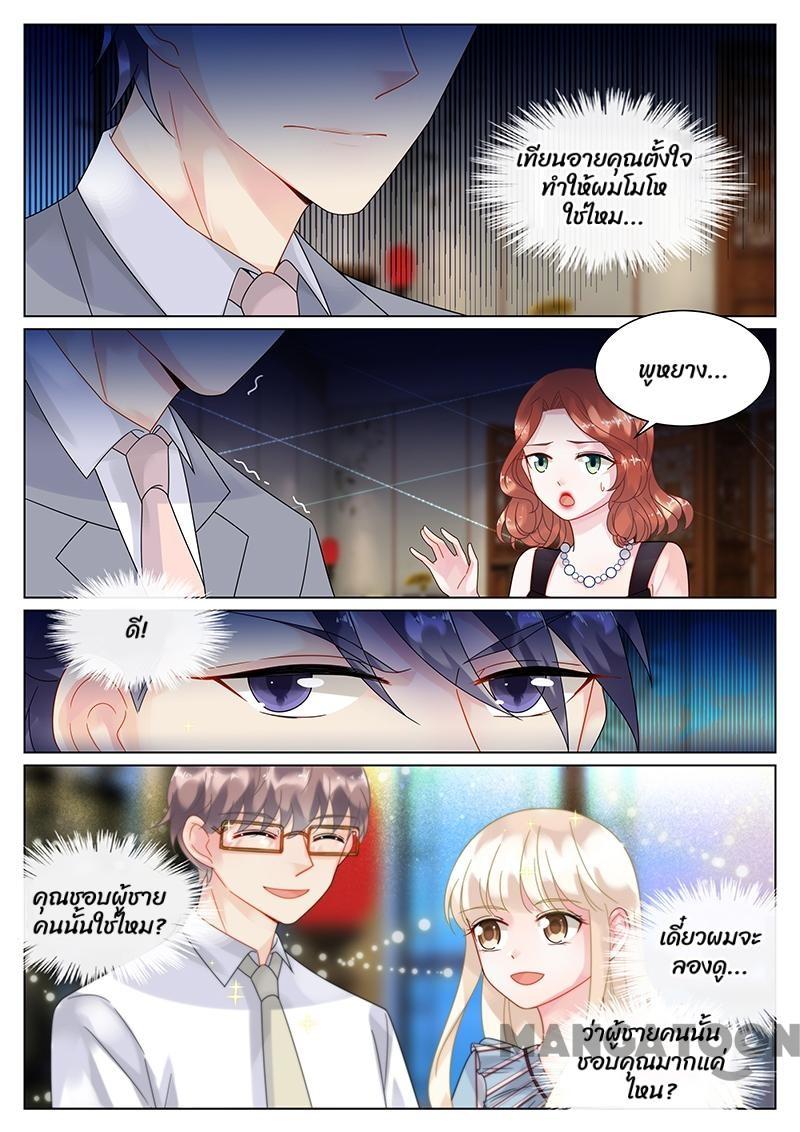 เทียนอายคุณตั้งใจ
ทำให้ผมโมโห
ใช่ไหม...
พูหยาง...
ดี!
คุณชอบผู้ชาย
คนนั้นใช่ไหม?
เดี๋ยวผมจะ
ลองดู...
ว่าผู้ชายคนนั้น
ชอบคุณมากแค่
ไหน?
MANGATOON